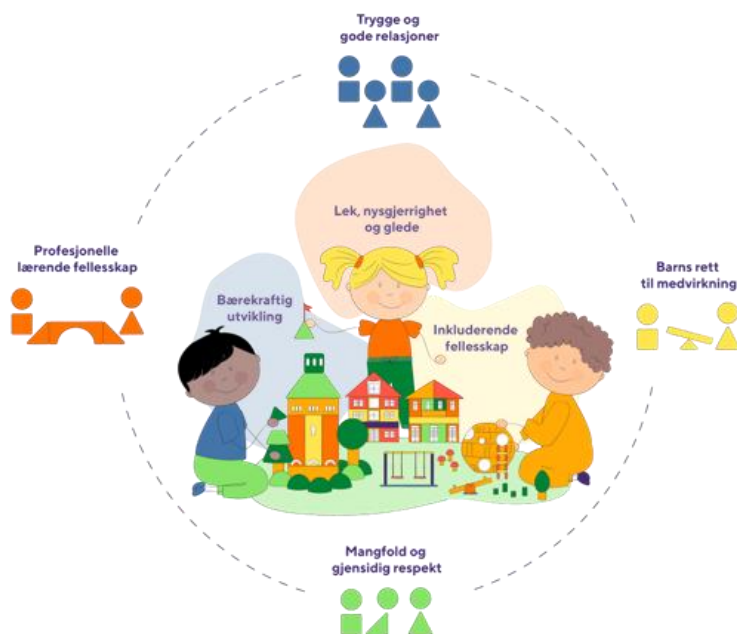 Trygge og
gode relasjoner
Lek, nysgjerrighet
og glede
Profesjonelle
lærende fellesskap
Barns rett
til medvirkning
Bærekraftig
utvikling
Inkluderende
fellesskap
Mangfold og
gjensidig respekt